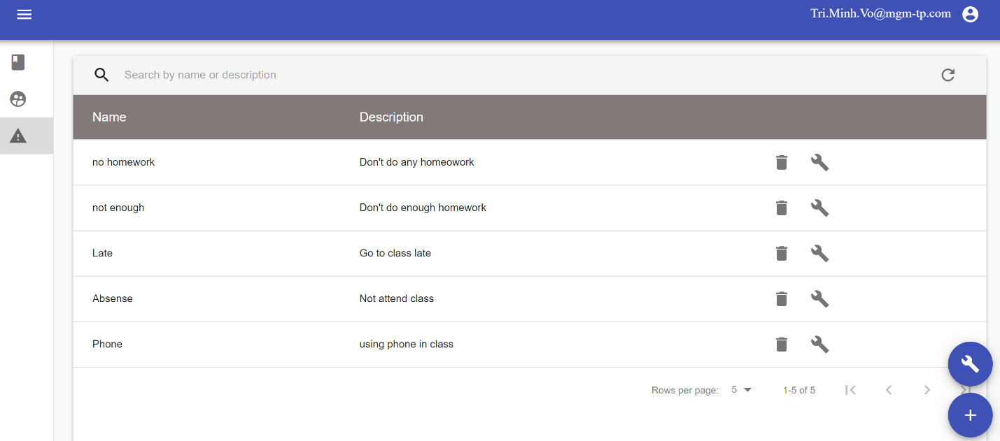 Tri.Minh.Vo@mgm-tp.com
Search by name or description
Name Description
no homework Don't do any homeowork
not enough Don't do enough homework
Late Go to class late
Absense Not attend class
Phone using phone in class
Rows per page: 5 1-5 of 5